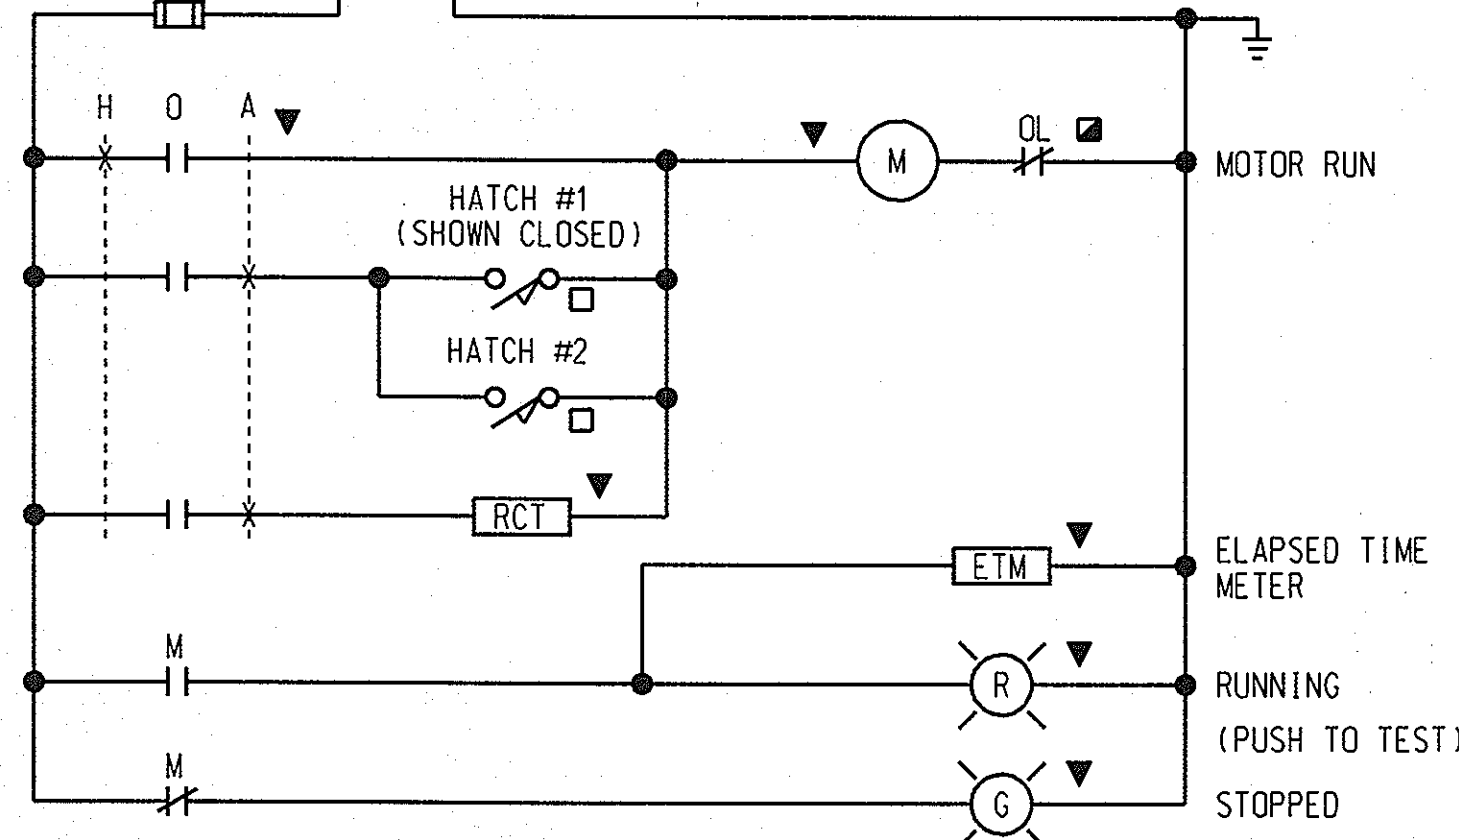 H O A
OL
M
MOTOR RUN
HATCH #1
(SHOWN CLOSED)
HATCH #2
RCT
ETM
ELAPSED TIME
METER
M
R
RUNNING
(PUSH TO TEST)
M
G
STOPPED